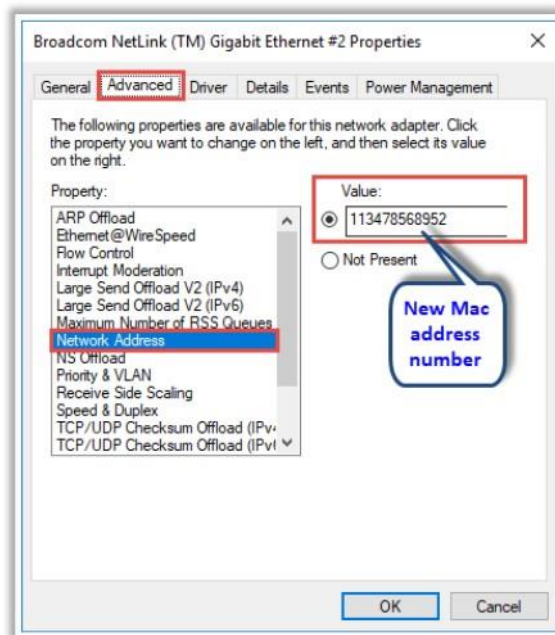 Broadcom NetLink (TM) Gigabit Ethernet #2 Properties
General Advanced Driver Details Events Power Management
The following properties are available for this network adapter. Click
the property you want to change on the left, and then select its value
on the right.
Property:
ARP Offload
Ethernet@WireSpeed
Flow Control
Interrupt Moderation
Large Send Offload V2 (IPv4)
Large Send Offload V2 (IPv6)
Maximum Number of RSS Queues
Network Address
NS Offload
Priority & VLAN
Receive Side Scaling
Speed & Duplex
TCP/UDP Checksum Offload (IPv
TCP/UDP Checksum Offload (IPv
Value:
113478568952
Not Present
New Mac
address
number
OK Cancel